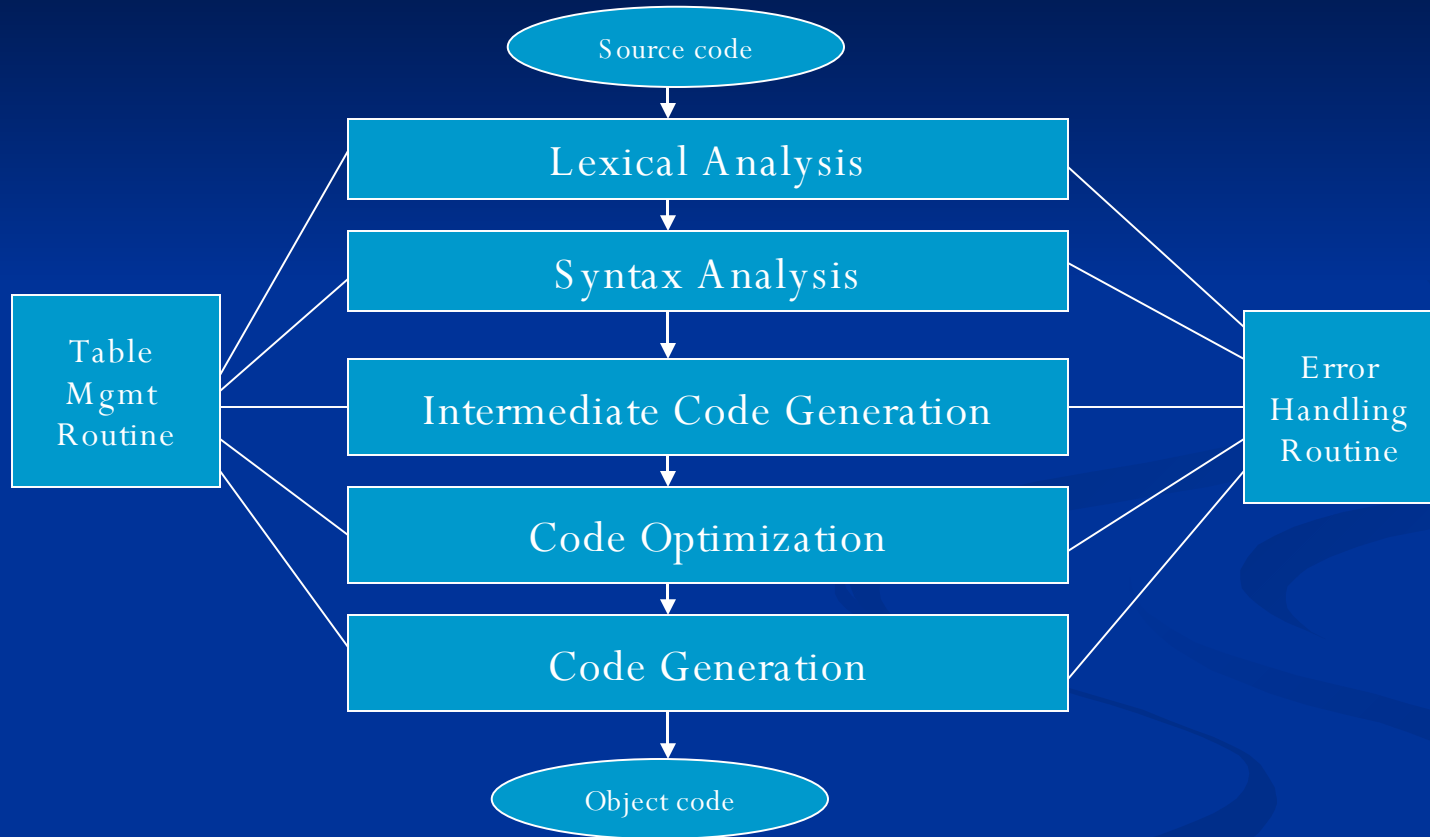 Source code
Lexical Analysis
Syntax Analysis
Table
Mgmt
Routine
Intermediate Code Generation
Error
Handling
Routine
Code Optimization
Code Generation
Object code